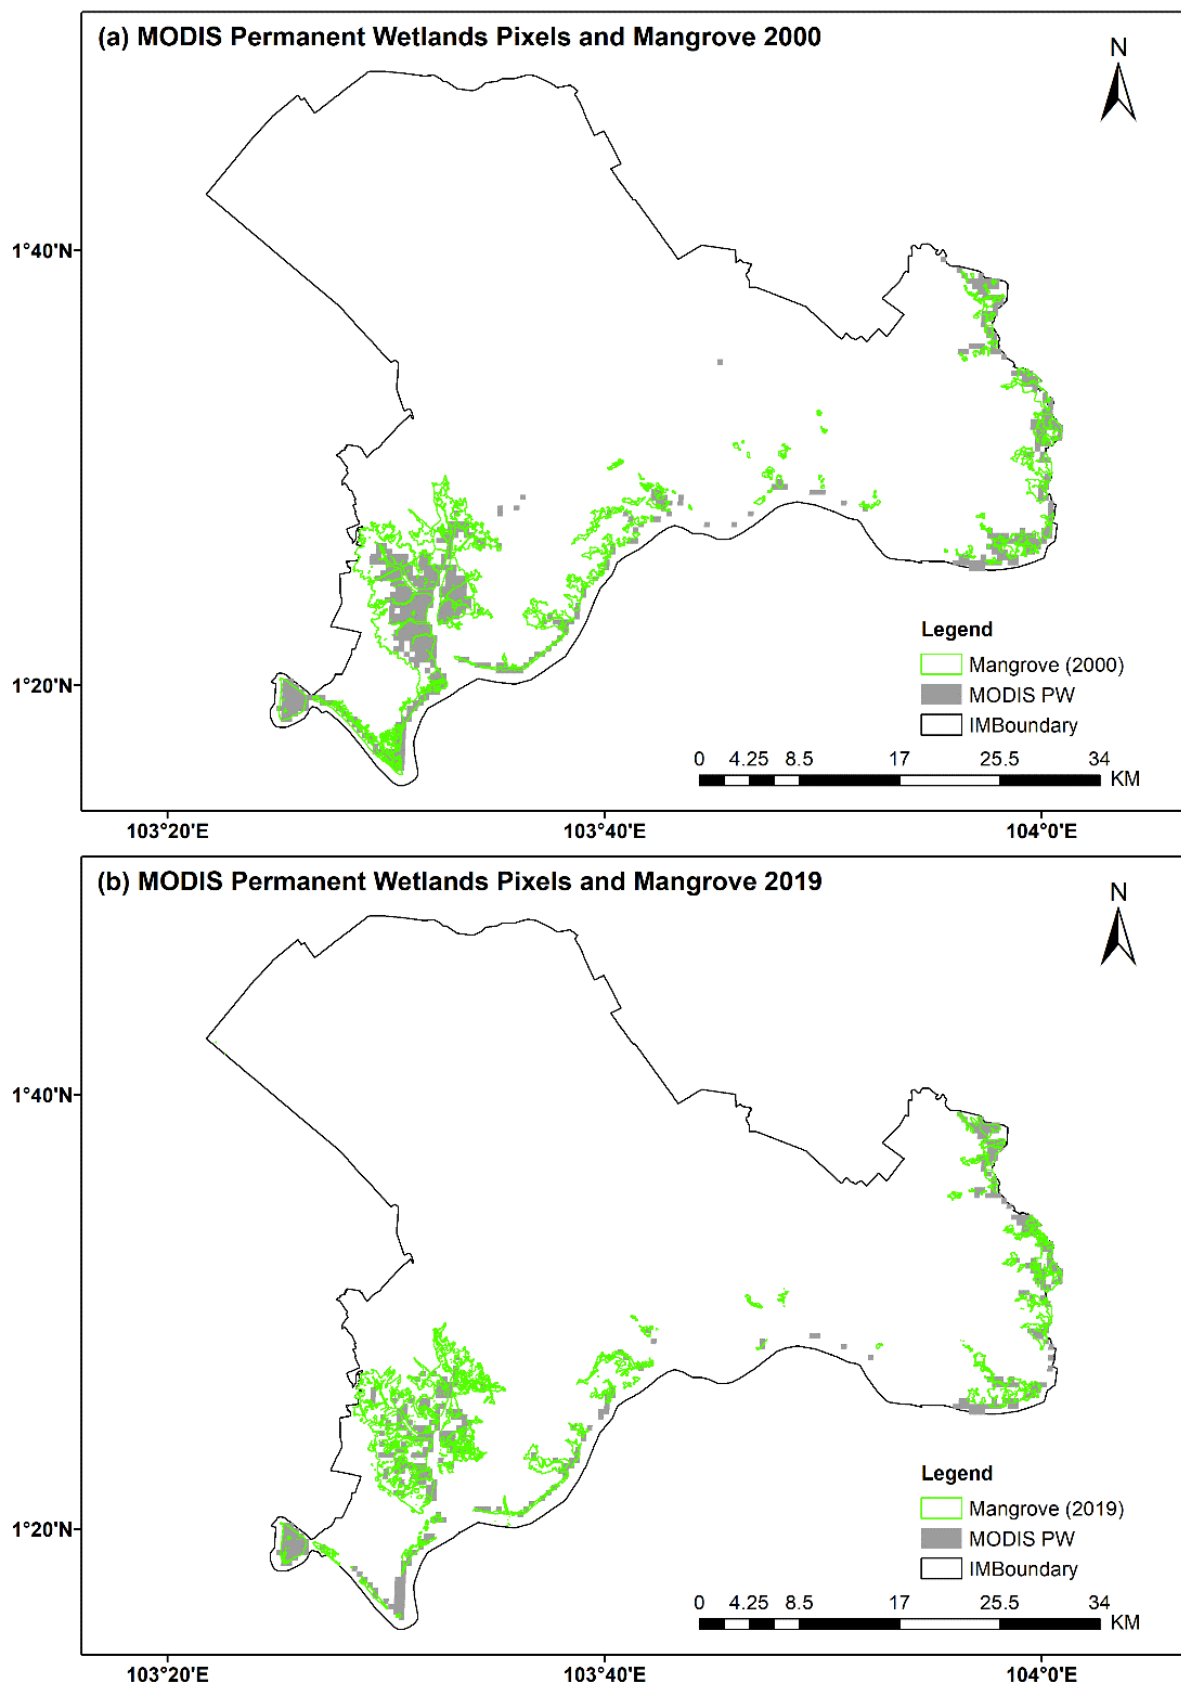 (a) MODIS Permanent Wetlands Pixels and Mangrove 2000
N
1°40'N
1°20'N
Legend
Mangrove (2000)
MODIS PW
IMBoundary
0 4.25 8.5 17 25.5 34
KM
103°20'E 103°40'E 104°0'E
(b) MODIS Permanent Wetlands Pixels and Mangrove 2019
N
1°40'N
1°20'N
Legend
Mangrove (2019)
MODIS PW
IMBoundary
0 4.25 8.5 17 25.5 34
KM
103°20'E 103°40'E 104°0'E